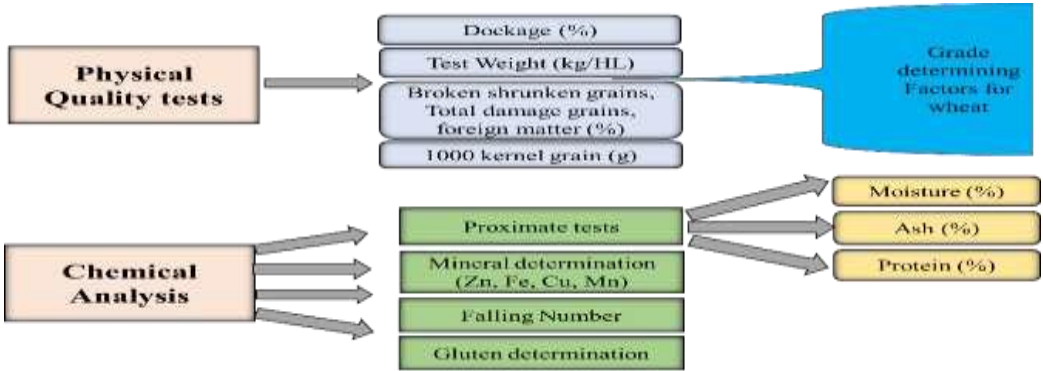 Physical
Quality tests
Dockage (%)
Test Weight (kg/HL)
Broken shrunken grains,
Total damage grains,
foreign matter (%)
1000 kernel grain (g)
Grade
determining
Factors for
wheat
Chemical
Analysis
Proximate tests
Mineral determination
(Zn, Fe, Cu, Mn)
Falling Number
Gluten determination
Moisture (%)
Ash (%)
Protein (%)